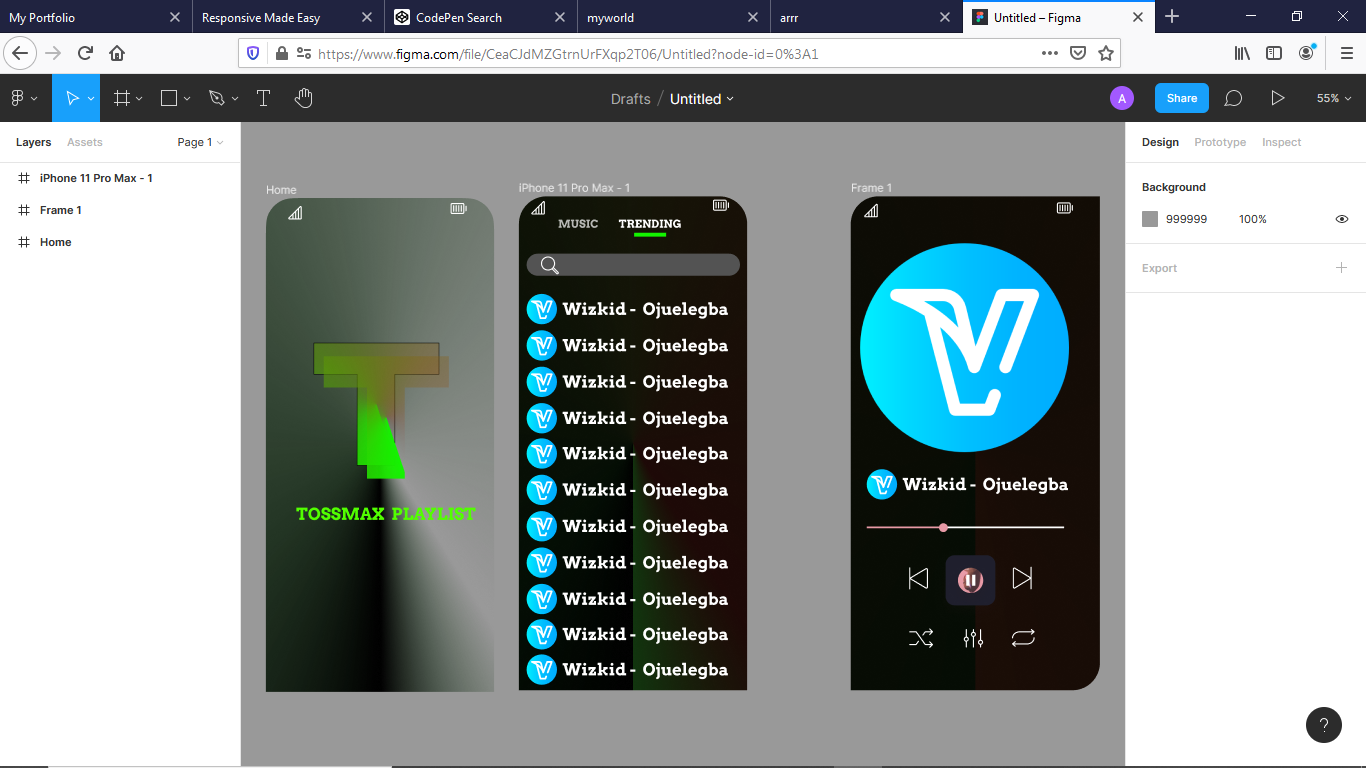 My Portfolio
Responsive Made Easy
CodePen Search
myworld
arrr
Untitled – Figma
https://www.figma.com/file/CeaCJdMZGtrnUrFXqp2T06/Untitled?node-id=0%3A1
Drafts / Untitled
A
Share
55%
Layers
Assets
Page 1
Design
Prototype
Inspect
iPhone 11 Pro Max - 1
Frame 1
Home
Background
999999
100%
Export
Home
TOSSMAX PLAYLIST
iPhone 11 Pro Max - 1
MUSIC
TRENDING
Wizkid - Ojuelegba
Wizkid - Ojuelegba
Wizkid - Ojuelegba
Wizkid - Ojuelegba
Wizkid - Ojuelegba
Wizkid - Ojuelegba
Wizkid - Ojuelegba
Wizkid - Ojuelegba
Wizkid - Ojuelegba
Wizkid - Ojuelegba
Wizkid - Ojuelegba
Frame 1
Wizkid - Ojuelegba
?